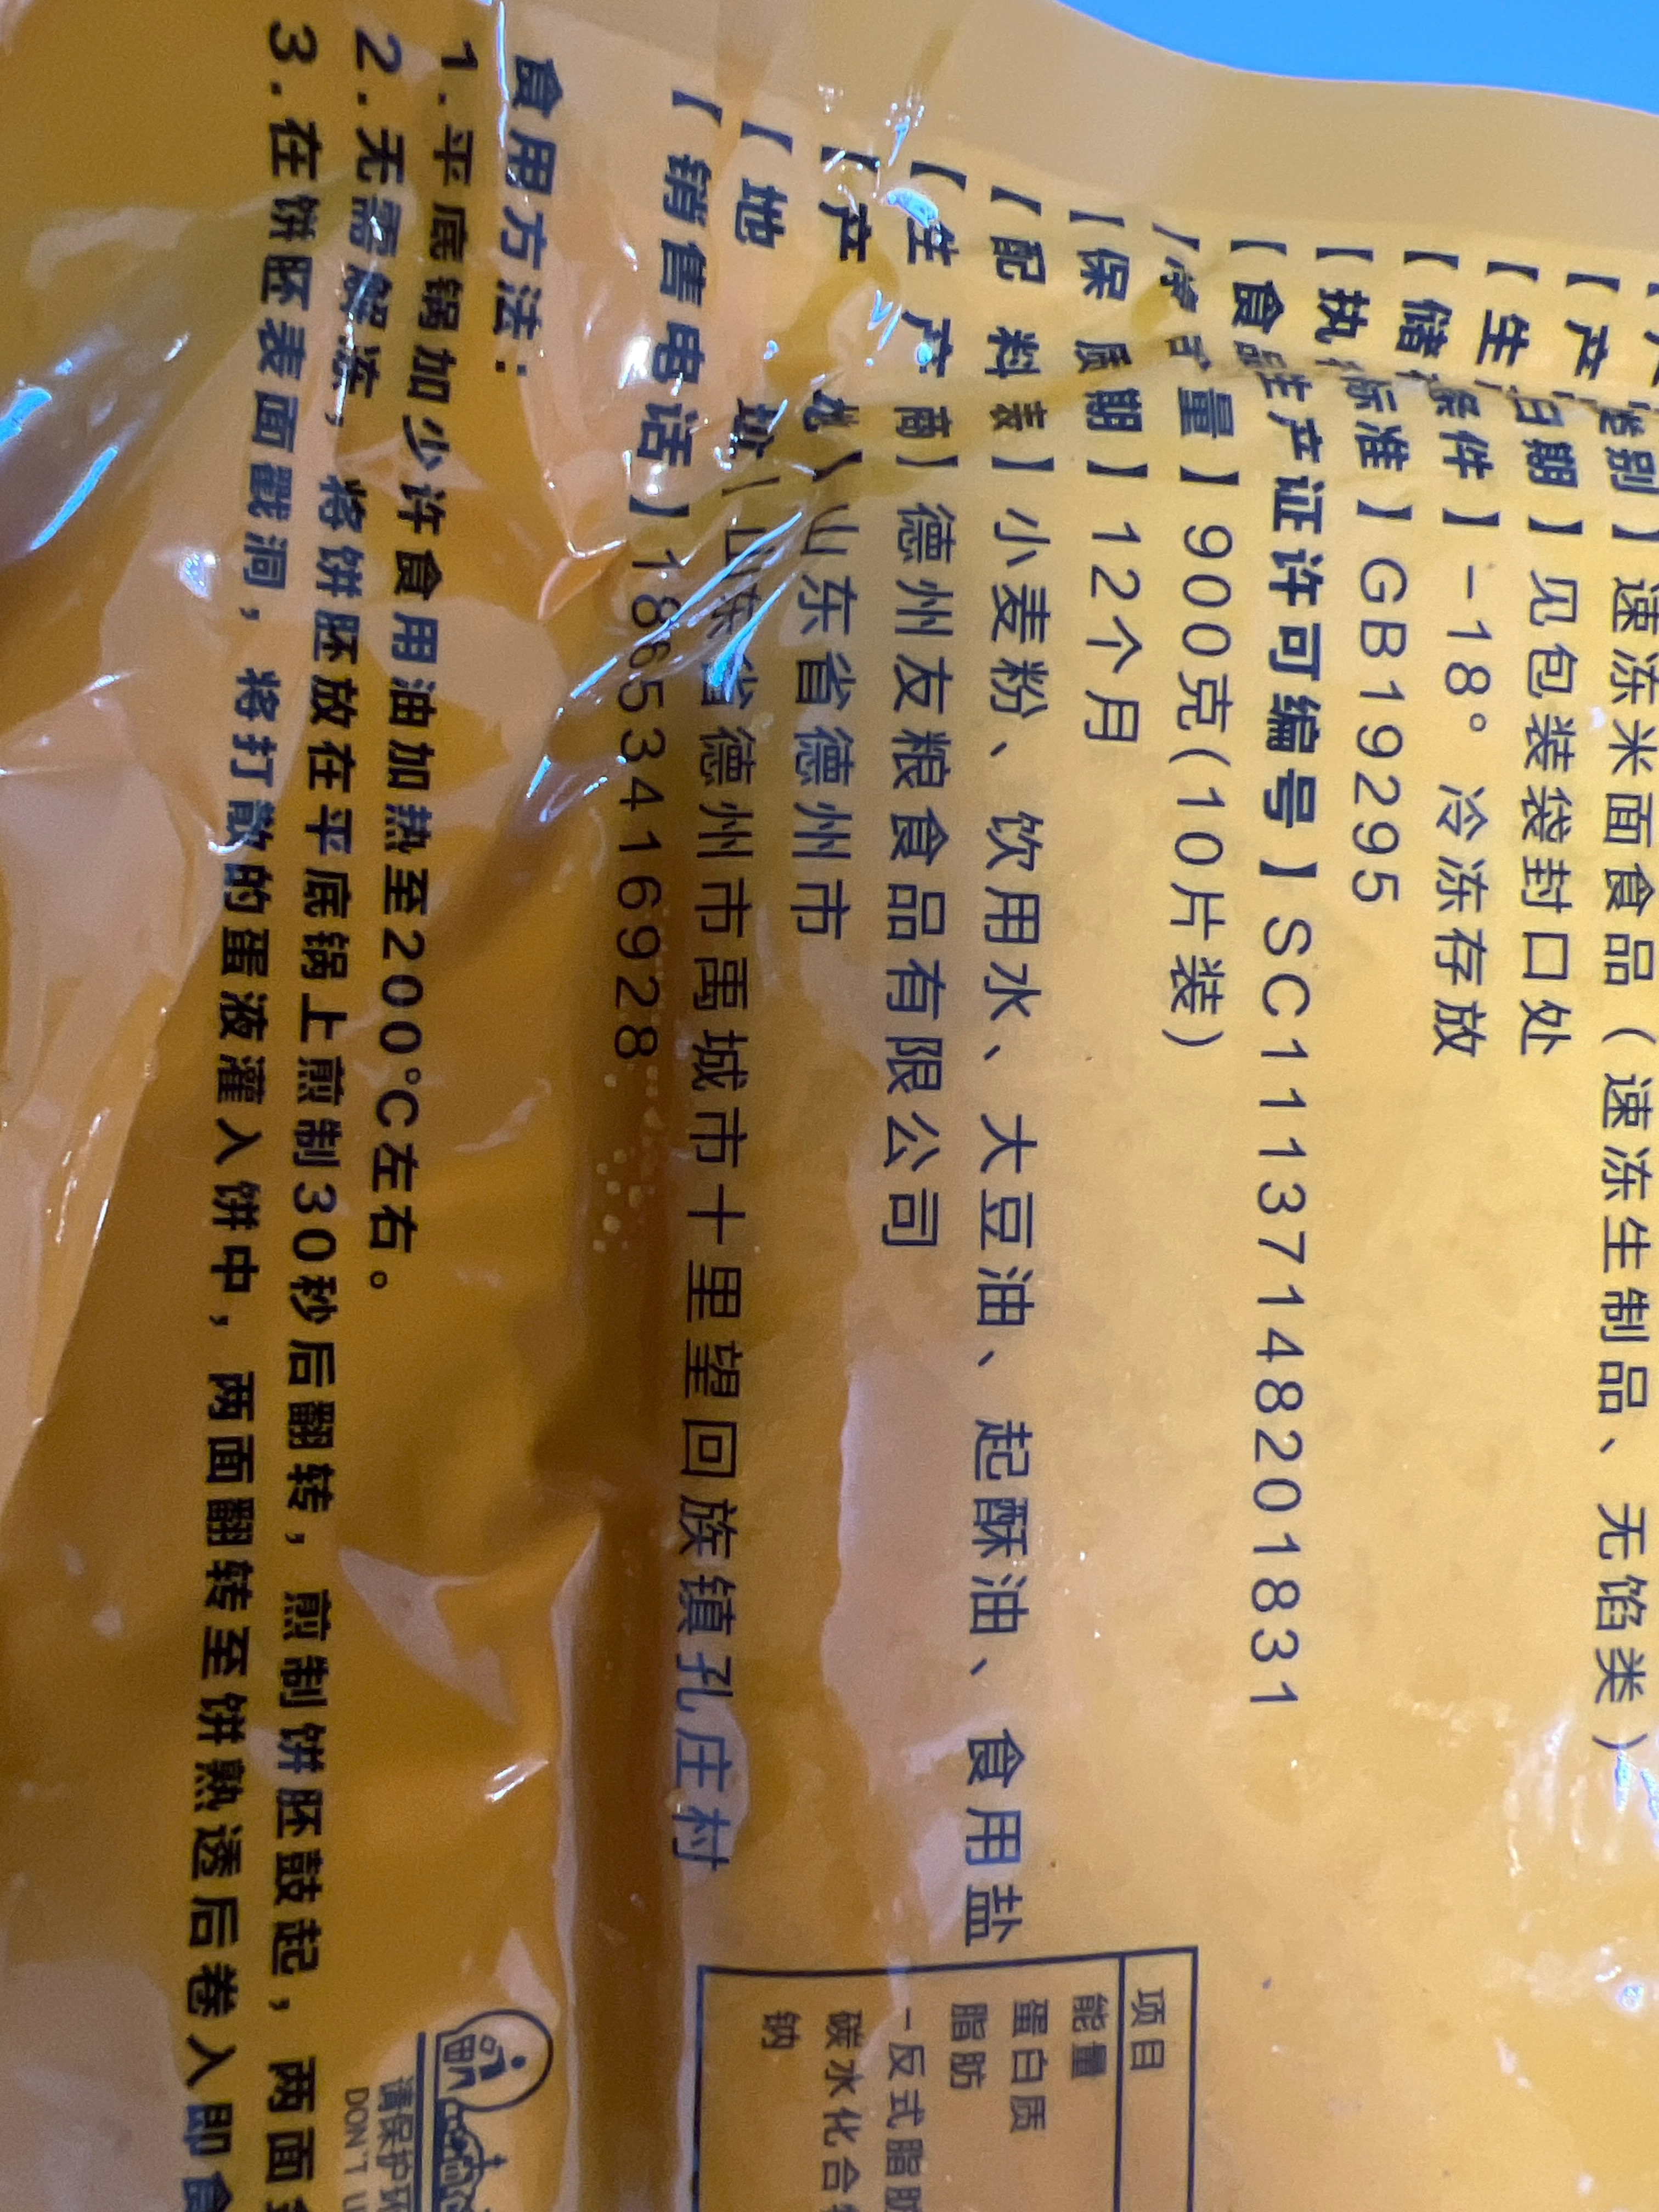 别】速冻米面食品（速冻生制品、无馅类）
【生产日期】见包装袋封口处
【储存条件】-18° 冷冻存放
【执行标准】GB19295
【食品生产证许可编号】SC11137148201831
量】900克(10片装)
【保质期】12个月
【配料表】小麦粉、饮用水、大豆油、起酥油、食用盐
【生产商】德州友粮食品有限公司
【产地】山东省德州市
【地址】山东省德州市禹城市十里望回族镇孔庄村
【销售电话】18653416928
食用方法：
1.平底锅加少许食用油加热至200°C左右。
2.无需解冻，将饼胚放在平底锅上煎制30秒后翻转，煎制饼胚鼓起，两面
3.在饼胚表面戳洞，将打散的蛋液灌入饼中，两面翻转至饼熟透后卷入即食
项目
能量
蛋白质
脂肪
-反式脂肪
碳水化合
钠
请保护环
DON'T